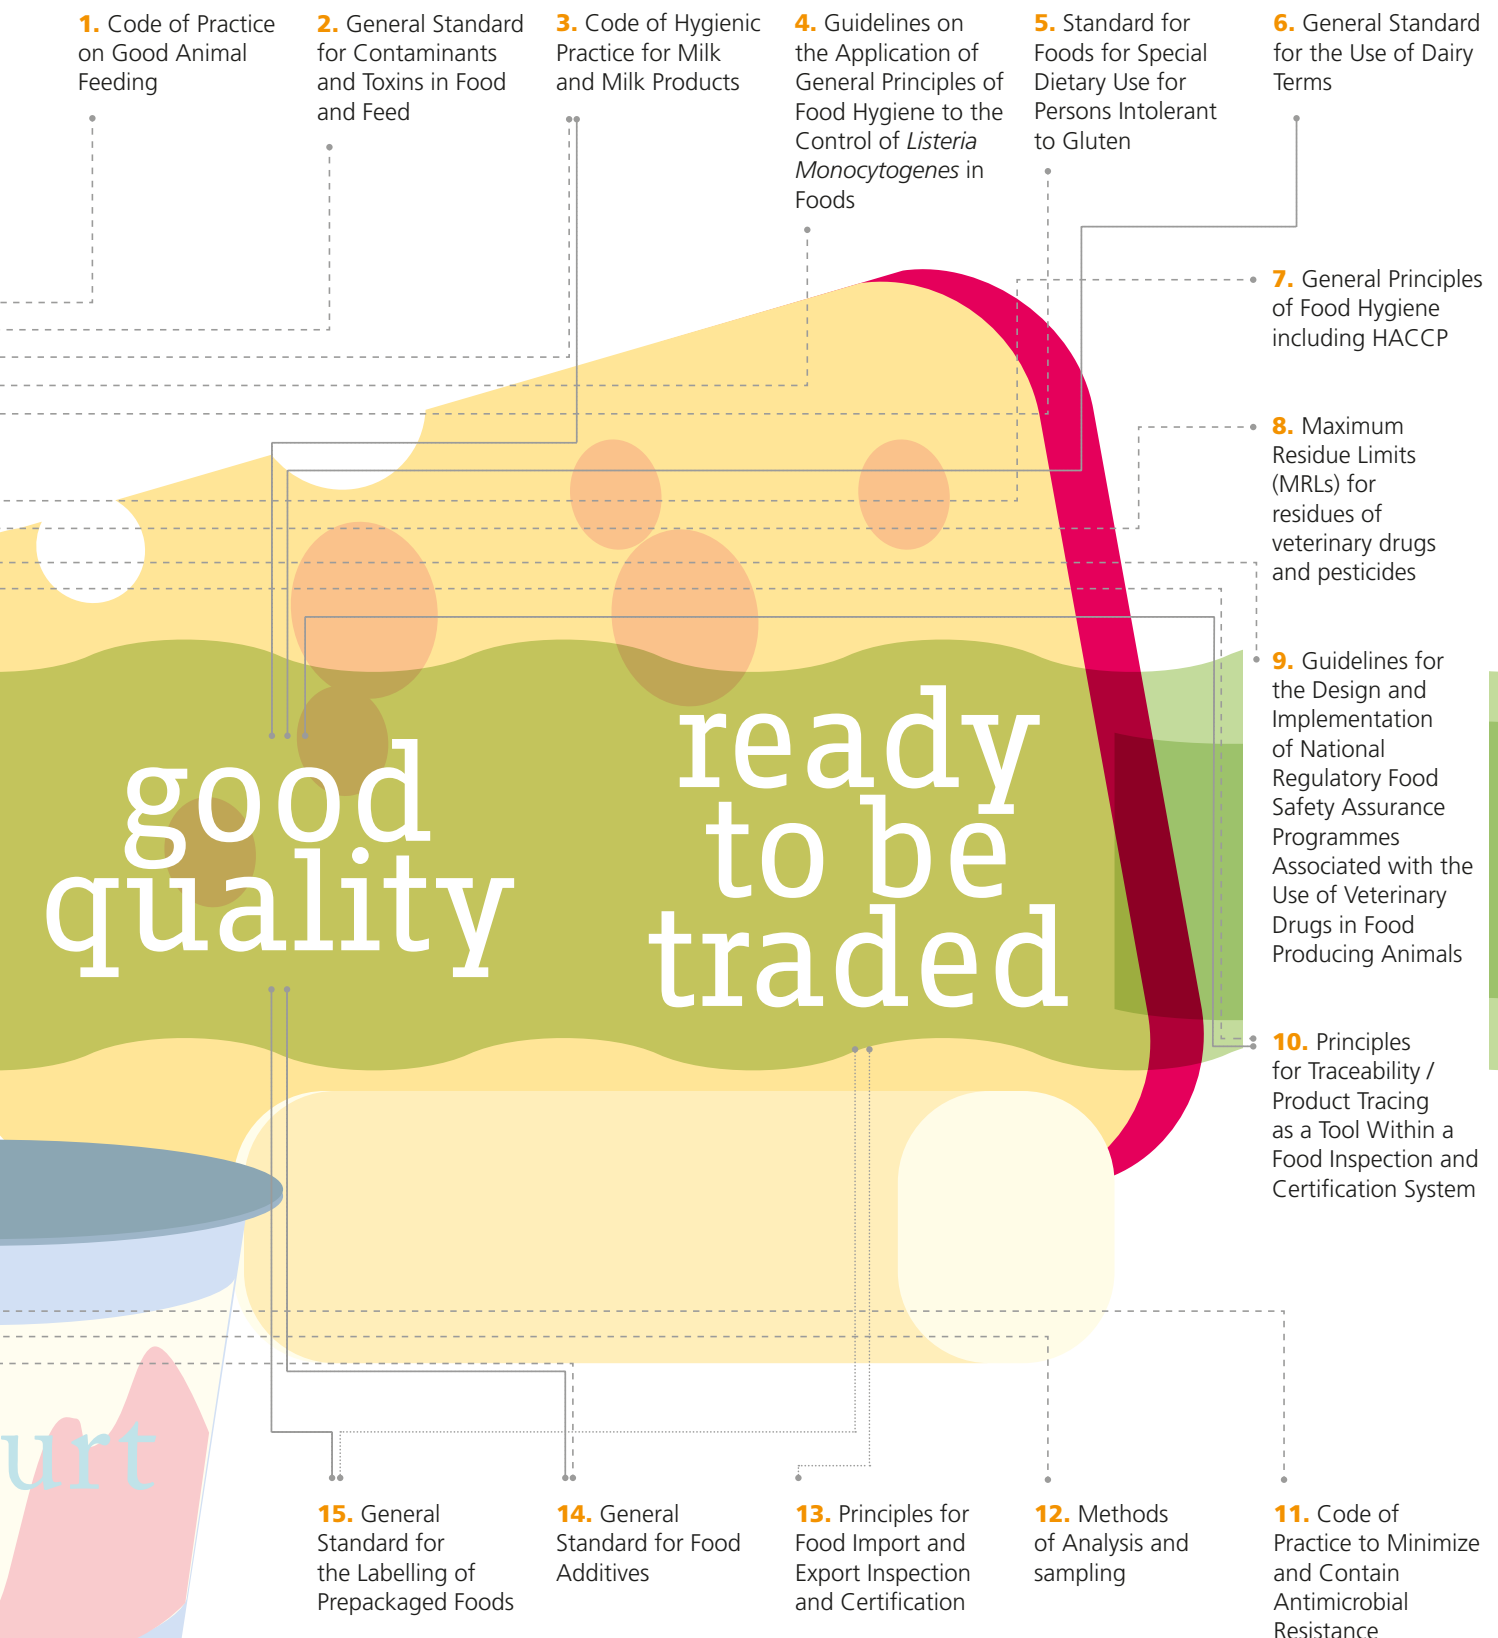 1. Code of Practice
on Good Animal
Feeding
2. General Standard
for Contaminants
and Toxins in Food
and Feed
3. Code of Hygienic
Practice for Milk
and Milk Products
4. Guidelines on
the Application of
General Principles of
Food Hygiene to the
Control of Listeria
Monocytogenes in
Foods
5. Standard for
Foods for Special
Dietary Use for
Persons Intolerant
to Gluten
6. General Standard
for the Use of Dairy
Terms
7. General Principles
of Food Hygiene
including HACCP
8. Maximum
Residue Limits
(MRLs) for
residues of
veterinary drugs
and pesticides
9. Guidelines for
the Design and
Implementation
of National
Regulatory Food
Safety Assurance
Programmes
Associated with the
Use of Veterinary
Drugs in Food
Producing Animals
good
quality
ready
to be
traded
10. Principles
for Traceability /
Product Tracing
as a Tool Within a
Food Inspection and
Certification System
urt
15. General
Standard for
the Labelling of
Prepackaged Foods
14. General
Standard for Food
Additives
13. Principles for
Food Import and
Export Inspection
and Certification
12. Methods
of Analysis and
sampling
11. Code of
Practice to Minimize
and Contain
Antimicrobial
Resistance